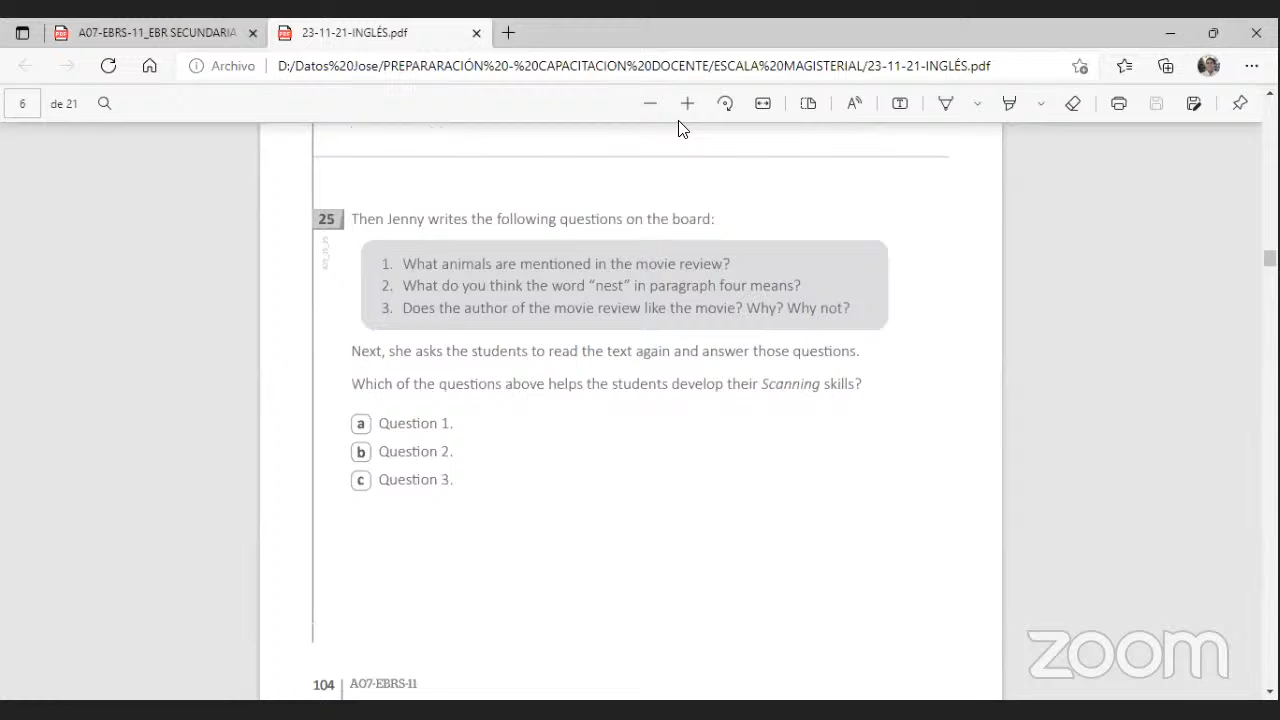 A07-EBRS-11_EBR SECUNDARIA
23-11-21-INGLÉS.pdf
Archivo
D:/Datos%20Jose/PREPARARACIÓN%20-%20CAPACITACION%20DOCENTE/ESCALA%20MAGISTERIAL/23-11-21-INGLÉS.pdf
6 de 21
25 Then Jenny writes the following questions on the board:
1. What animals are mentioned in the movie review?
2. What do you think the word “nest” in paragraph four means?
3. Does the author of the movie review like the movie? Why? Why not?
Next, she asks the students to read the text again and answer those questions.
Which of the questions above helps the students develop their Scanning skills?
a Question 1.
b Question 2.
c Question 3.
104 A07-EBRS-11
zoom